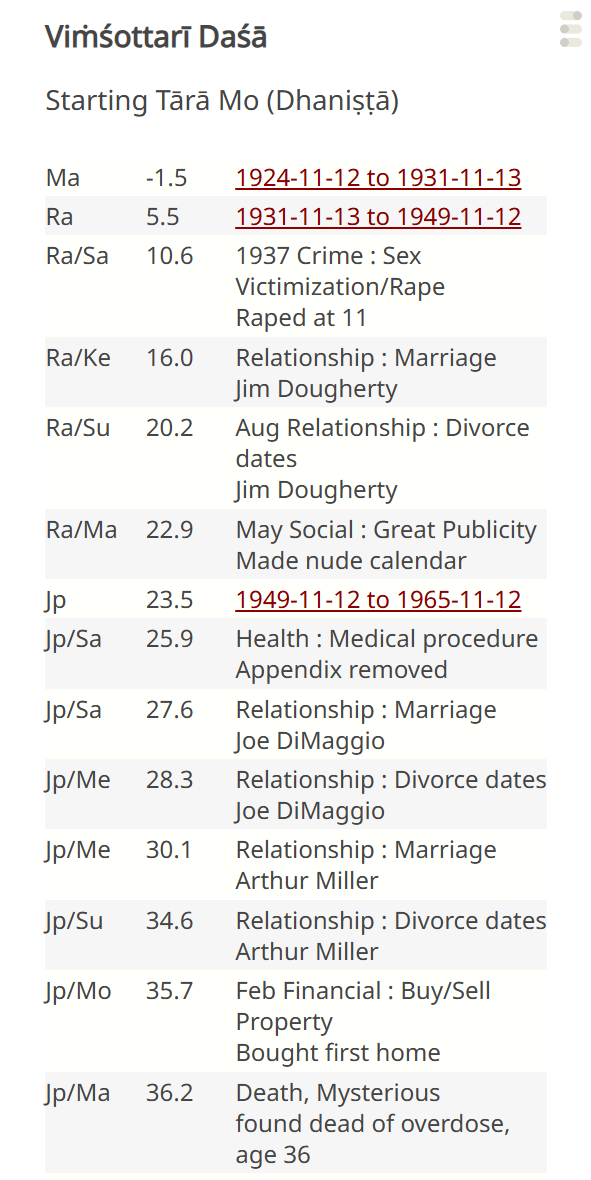 Viṁśottarī Daśā
Starting Tārā Mo (Dhaniṣṭā)
Ma -1.5 1924-11-12 to 1931-11-13
Ra 5.5 1931-11-13 to 1949-11-12
Ra/Sa 10.6 1937 Crime : Sex
Victimization/Rape
Raped at 11
Ra/Ke 16.0 Relationship : Marriage
Jim Dougherty
Ra/Su 20.2 Aug Relationship : Divorce
dates
Jim Dougherty
Ra/Ma 22.9 May Social : Great Publicity
Made nude calendar
Jp 23.5 1949-11-12 to 1965-11-12
Jp/Sa 25.9 Health : Medical procedure
Appendix removed
Jp/Sa 27.6 Relationship : Marriage
Joe DiMaggio
Jp/Me 28.3 Relationship : Divorce dates
Joe DiMaggio
Jp/Me 30.1 Relationship : Marriage
Arthur Miller
Jp/Su 34.6 Relationship : Divorce dates
Arthur Miller
Jp/Mo 35.7 Feb Financial : Buy/Sell
Property
Bought first home
Jp/Ma 36.2 Death, Mysterious
found dead of overdose,
age 36